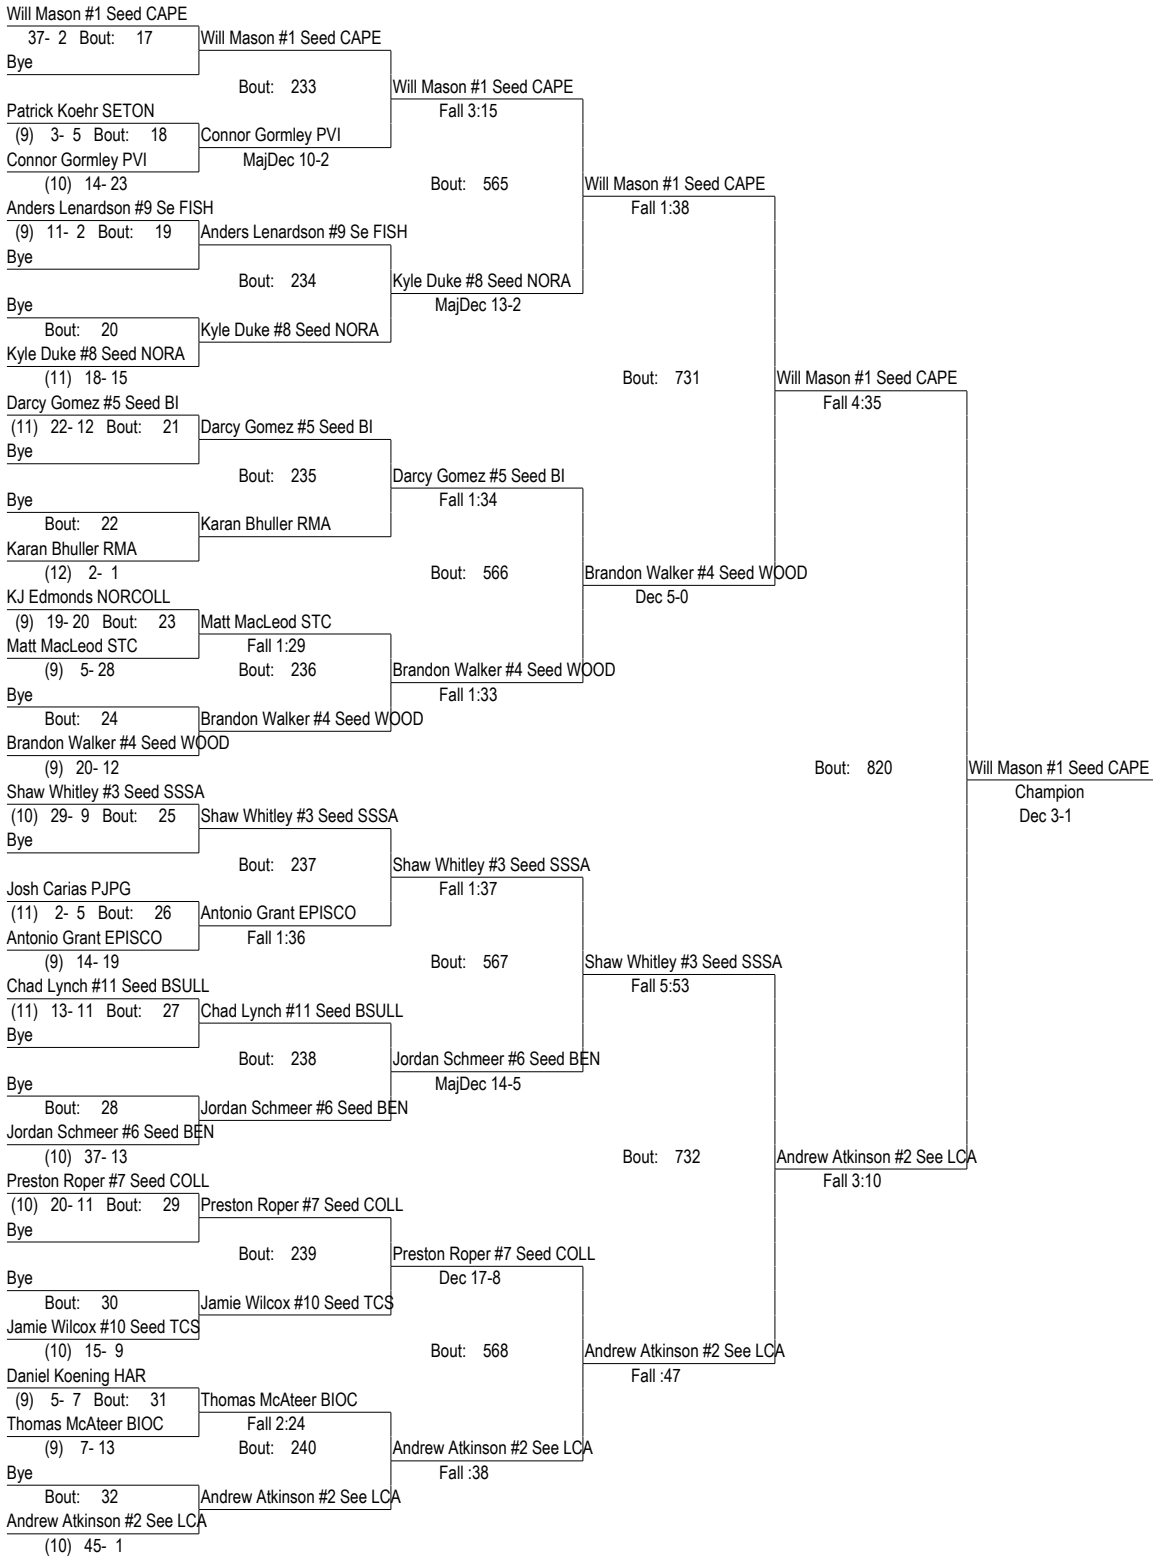 Will Mason #1 Seed CAPE
37- 2 Bout: 17 Will Mason #1 Seed CAPE
Bye
Bout: 233 Will Mason #1 Seed CAPE
Patrick Koehr SETON Fall 3:15
(9) 3- 5 Bout: 18 Connor Gormley PVI
Connor Gormley PVI MajDec 10-2
(10) 14- 23 Bout: 565 Will Mason #1 Seed CAPE
Anders Lenardson #9 Se FISH Fall 1:38
(9) 11- 2 Bout: 19 Anders Lenardson #9 Se FISH
Bye
Bout: 234 Kyle Duke #8 Seed NORA
Bye MajDec 13-2
Bout: 20 Kyle Duke #8 Seed NORA
Kyle Duke #8 Seed NORA
(11) 18- 15 Bout: 731 Will Mason #1 Seed CAPE
Darcy Gomez #5 Seed BI Fall 4:35
(11) 22- 12 Bout: 21 Darcy Gomez #5 Seed BI
Bye
Bout: 235 Darcy Gomez #5 Seed BI
Bye Fall 1:34
Bout: 22 Karan Bhuller RMA
Karan Bhuller RMA
(12) 2- 1 Bout: 566 Brandon Walker #4 Seed WOOD
KJ Edmonds NORCOLL Dec 5-0
(9) 19- 20 Bout: 23 Matt MacLeod STC
Matt MacLeod STC Fall 1:29
(9) 5- 28 Bout: 236 Brandon Walker #4 Seed WOOD
Bye Fall 1:33
Bout: 24 Brandon Walker #4 Seed WOOD
Brandon Walker #4 Seed WOOD
(9) 20- 12 Bout: 820 Will Mason #1 Seed CAPE
Shaw Whitley #3 Seed SSSA Champion
(10) 29- 9 Bout: 25 Shaw Whitley #3 Seed SSSA Dec 3-1
Bye
Bout: 237 Shaw Whitley #3 Seed SSSA
Josh Carias PJPG Fall 1:37
(11) 2- 5 Bout: 26 Antonio Grant EPISCO
Antonio Grant EPISCO Fall 1:36
(9) 14- 19 Bout: 567 Shaw Whitley #3 Seed SSSA
Chad Lynch #11 Seed BSULL Fall 5:53
(11) 13- 11 Bout: 27 Chad Lynch #11 Seed BSULL
Bye
Bout: 238 Jordan Schmeer #6 Seed BEN
Bye MajDec 14-5
Bout: 28 Jordan Schmeer #6 Seed BEN
Jordan Schmeer #6 Seed BEN
(10) 37- 13 Bout: 732 Andrew Atkinson #2 See LCA
Preston Roper #7 Seed COLL Fall 3:10
(10) 20- 11 Bout: 29 Preston Roper #7 Seed COLL
Bye
Bout: 239 Preston Roper #7 Seed COLL
Bye Dec 17-8
Bout: 30 Jamie Wilcox #10 Seed TCS
Jamie Wilcox #10 Seed TCS
(10) 15- 9 Bout: 568 Andrew Atkinson #2 See LCA
Daniel Koening HAR Fall :47
(9) 5- 7 Bout: 31 Thomas McAteer BIOC
Thomas McAteer BIOC Fall 2:24
(9) 7- 13 Bout: 240 Andrew Atkinson #2 See LCA
Bye Fall :38
Bout: 32 Andrew Atkinson #2 See LCA
Andrew Atkinson #2 See LCA
(10) 45- 1